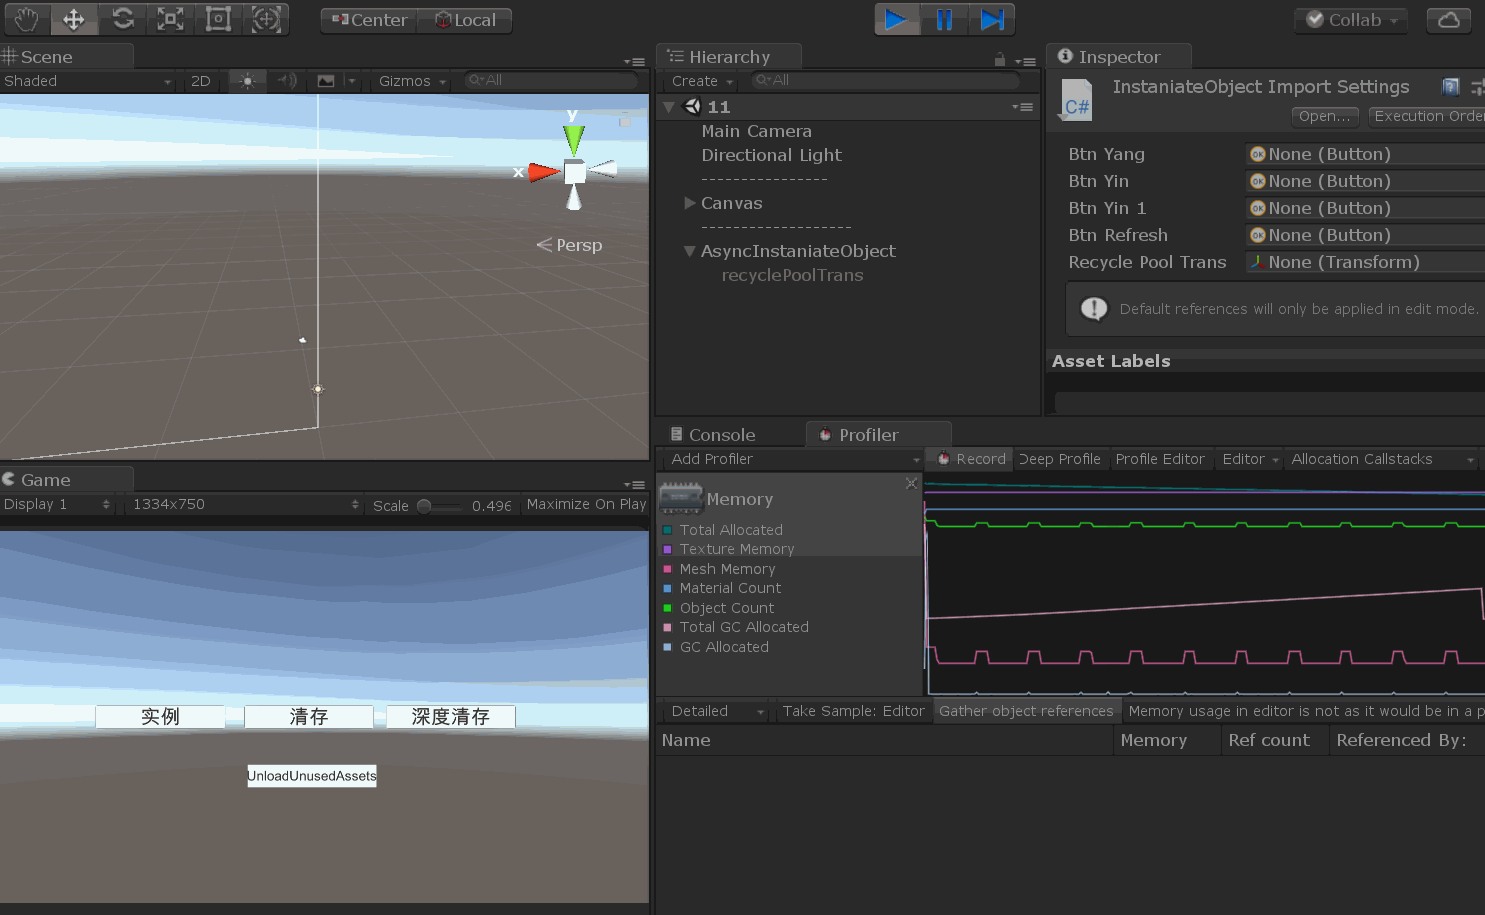 Center Local Collab
Scene
Shaded 2D Gizmos All
y
x
Persp
Hierarchy
Create All
11
Main Camera
Directional Light
----------------
Canvas
-------------------
AsyncInstaniateObject
recyclePoolTrans
Inspector
InstaniateObject Import Settings
C#
Open... Execution Order
Btn Yang None (Button)
Btn Yin None (Button)
Btn Yin 1 None (Button)
Btn Refresh None (Button)
Recycle Pool Trans None (Transform)
Default references will only be applied in edit mode.
Asset Labels
Game
Display 1 1334x750 Scale 0.496 Maximize On Play
实例 清存 深度清存
UnloadUnusedAssets
Console Profiler
Add Profiler Record Deep Profile Profile Editor Editor Allocation Callstacks
Memory
Total Allocated
Texture Memory
Mesh Memory
Material Count
Object Count
Total GC Allocated
GC Allocated
Detailed Take Sample: Editor Gather object references Memory usage in editor is not as it would be in a p
Name Memory Ref count Referenced By: